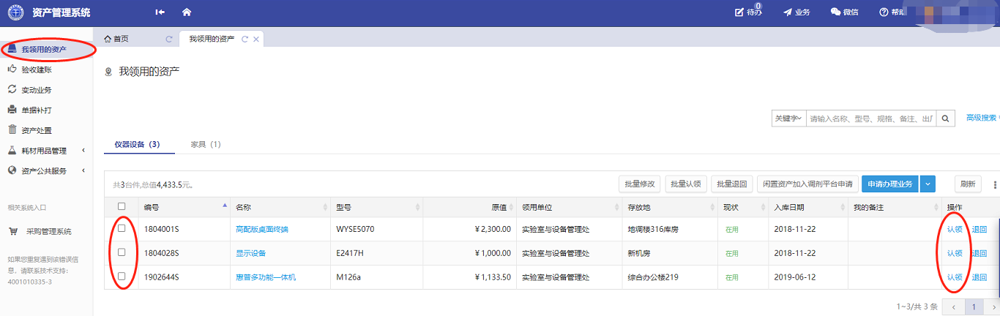 资产管理系统
待办 0 业务 微信 帮助
首页 我领用的资产
我领用的资产
验收建账
变动业务
单据补打
资产处置
耗材用品管理
资产公共服务
相关系统入口
采购管理系统
如果您重复遇到该错误信
息，请联系技术支持：
4001010335-3
我领用的资产
关键字 请输入名称、型号、规格、备注、出厂 高级搜索
仪器设备（3） 家具（1）
共3台件,总值4,433.5元。 批量修改 批量认领 批量退回 闲置资产加入调剂平台申请 申请办理业务 刷新
编号 名称 型号 原值 领用单位 存放地 现状 入库日期 我的备注 操作
1804001S 高配版桌面终端 WYSE5070 ¥2,300.00 实验室与设备管理处 地调楼316库房 在用 2018-11-22 认领 退回
1804028S 显示设备 E2417H ¥1,000.00 实验室与设备管理处 新机房 在用 2018-11-22 认领 退回
1902644S 惠普多功能一体机 M126a ¥1,133.50 实验室与设备管理处 综合办公楼219 在用 2019-06-12 认领 退回
1~3/共 3 条 ‹ 1 ›